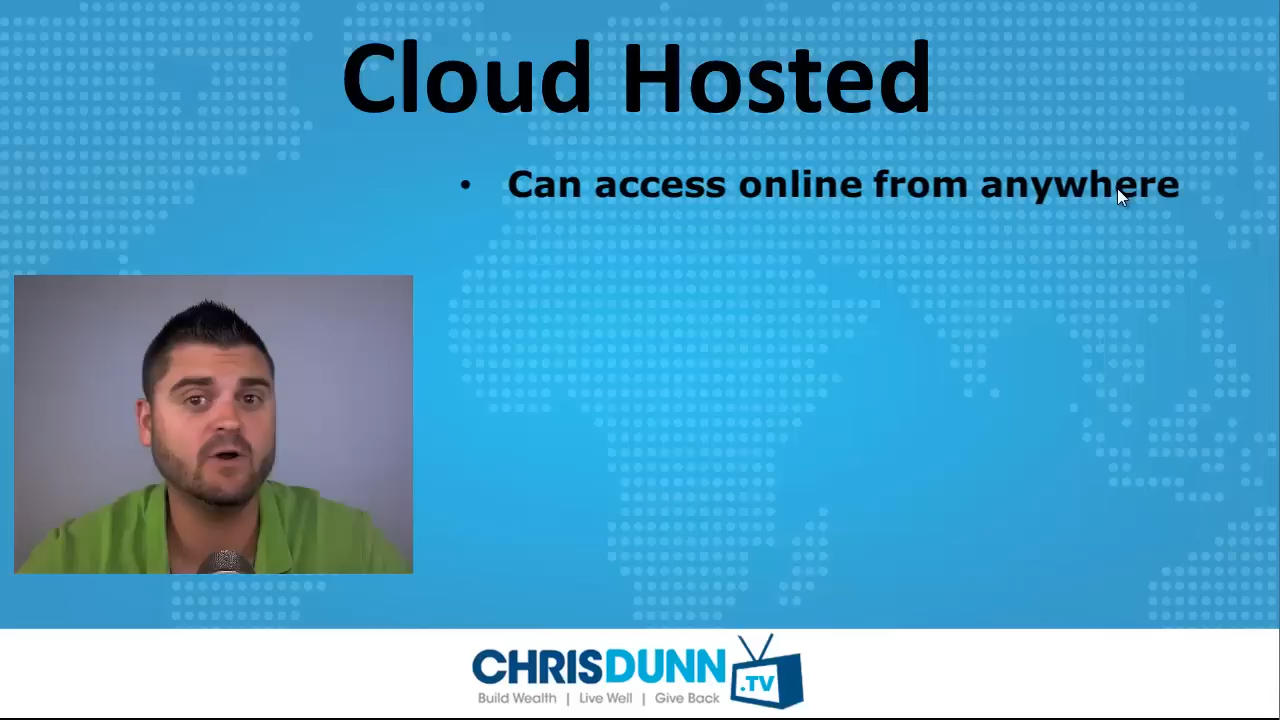 Cloud Hosted
• Can access online from anywhere
CHRISDUNN.TV
Build Wealth | Live Well | Give Back